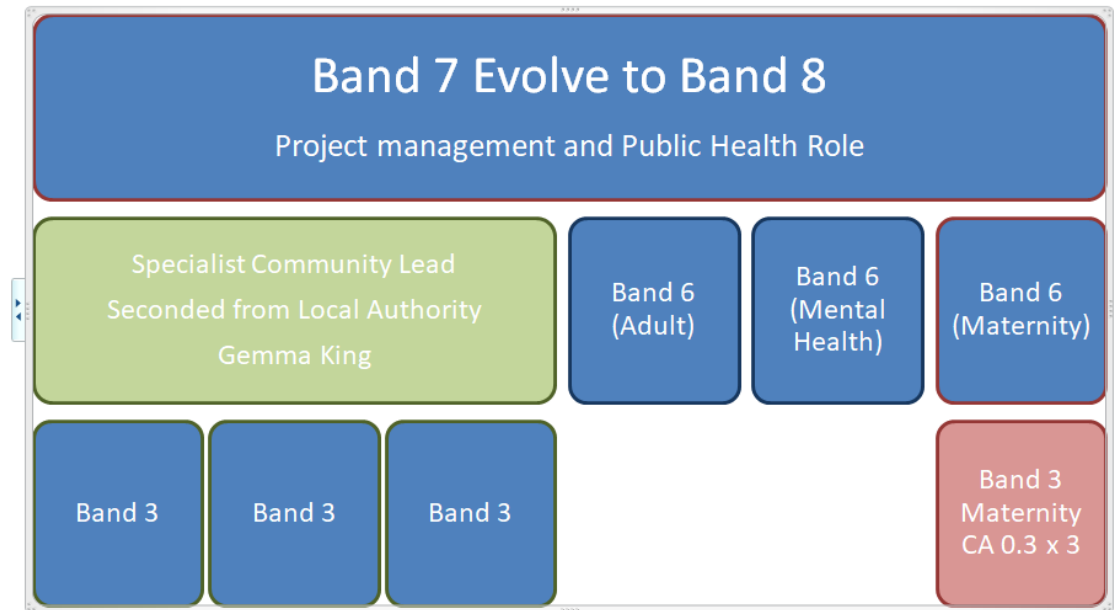 Band 7 Evolve to Band 8
Project management and Public Health Role
Specialist Community Lead
Seconded from Local Authority
Gemma King
Band 6
(Adult)
Band 6
(Mental
Health)
Band 6
(Maternity)
Band 3
Band 3
Band 3
Band 3
Maternity
CA 0.3 x 3